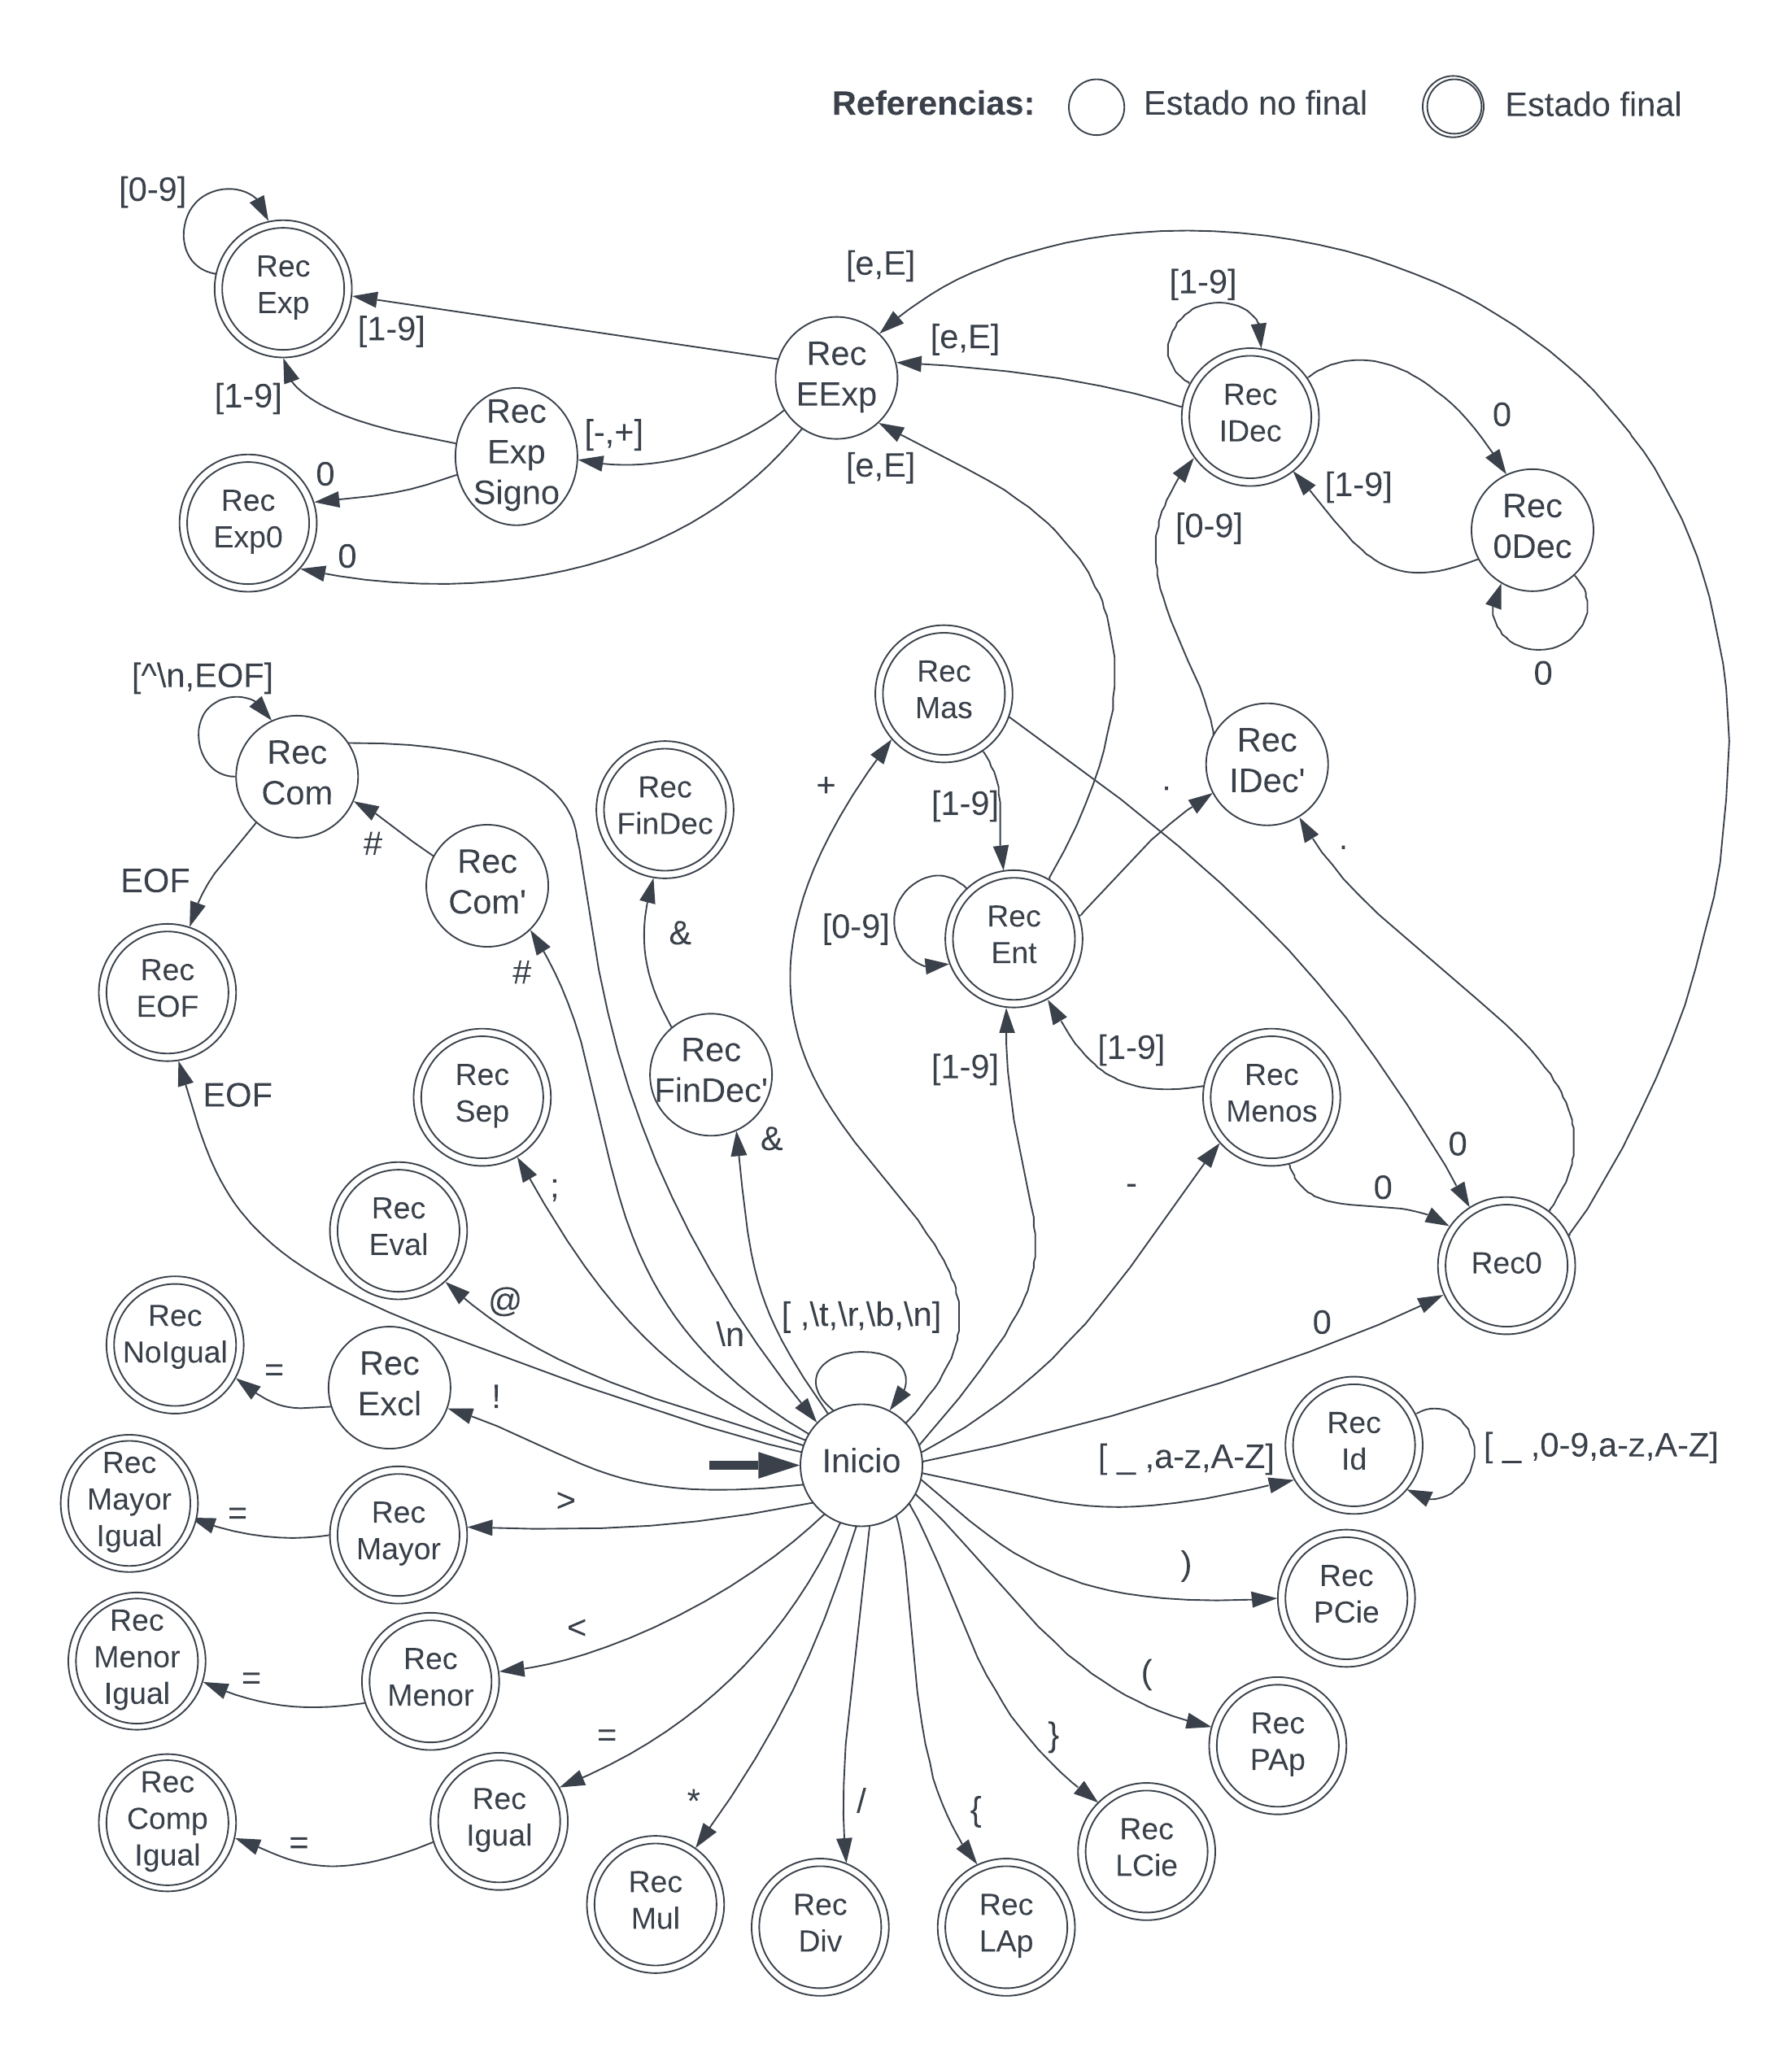 Referencias:
Estado no final
Estado final
[0-9]
Rec
Exp
[1-9]
[1-9]
[e,E]
Rec
EExp
[e,E]
[e,E]
[1-9]
Rec
IDec
0
[1-9]
Rec
0Dec
0
[0-9]
Rec
Exp
Signo
[-,+]
0
Rec
Exp0
0
[^\n,EOF]
Rec
Com
#
Rec
Com'
#
EOF
Rec
EOF
EOF
Rec
FinDec
&
Rec
FinDec'
&
Rec
Mas
+
[1-9]
.
Rec
IDec'
.
[0-9]
Rec
Ent
[1-9]
[1-9]
Rec
Menos
-
0
0
Rec0
0
Rec
Sep
;
Rec
Eval
@
\n
[ ,\t,\r,\b,\n]
Rec
NoIgual
=
Rec
Excl
!
Inicio
[ _ ,a-z,A-Z]
Rec
Id
[ _ ,0-9,a-z,A-Z]
Rec
Mayor
Igual
=
Rec
Mayor
>
)
Rec
PCie
Rec
Menor
Igual
=
Rec
Menor
<
(
Rec
PAp
Rec
Comp
Igual
=
Rec
Igual
=
*
Rec
Mul
/
Rec
Div
{
Rec
LAp
}
Rec
LCie